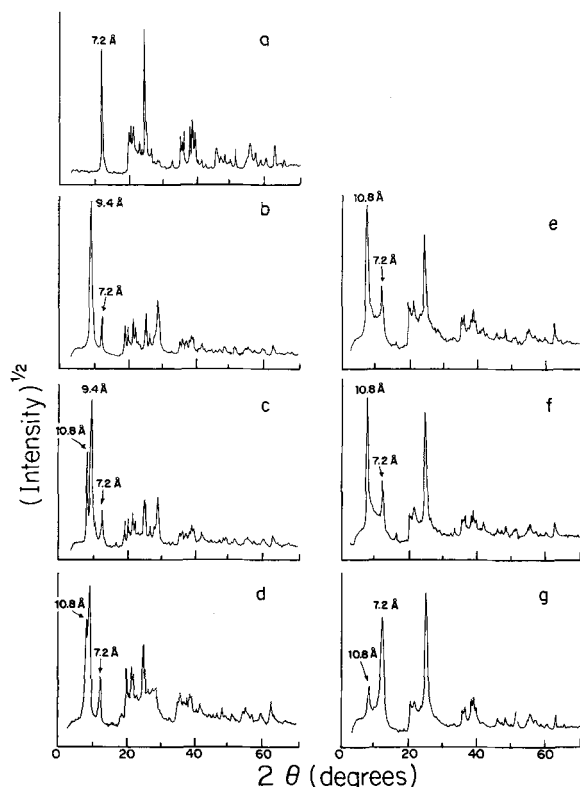 a
7.2 Å
b
9.4 Å
7.2 Å
c
9.4 Å
10.8 Å
7.2 Å
d
10.8 Å
7.2 Å
0 20 40 60
e
10.8 Å
7.2 Å
f
10.8 Å
7.2 Å
g
7.2 Å
10.8 Å
0 20 40 60
(Intensity)^1/2
2 θ (degrees)